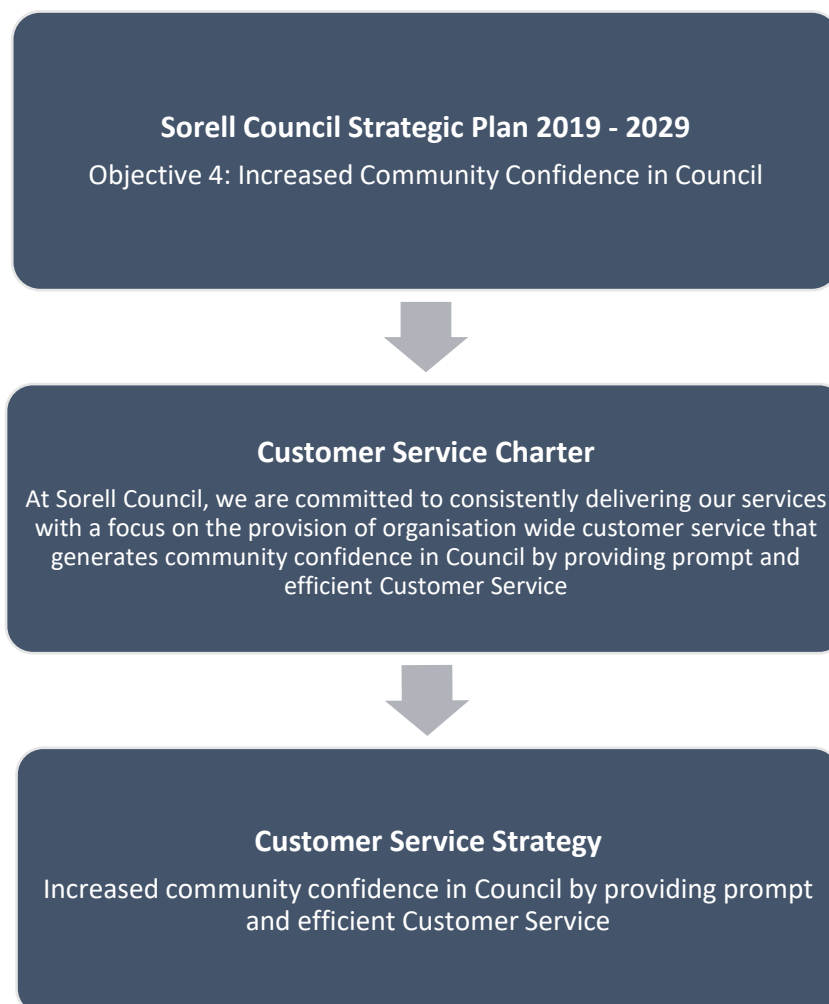 Sorell Council Strategic Plan 2019 - 2029
Objective 4: Increased Community Confidence in Council
Customer Service Charter
At Sorell Council, we are committed to consistently delivering our services
with a focus on the provision of organisation wide customer service that
generates community confidence in Council by providing prompt and
efficient Customer Service
Customer Service Strategy
Increased community confidence in Council by providing prompt
and efficient Customer Service